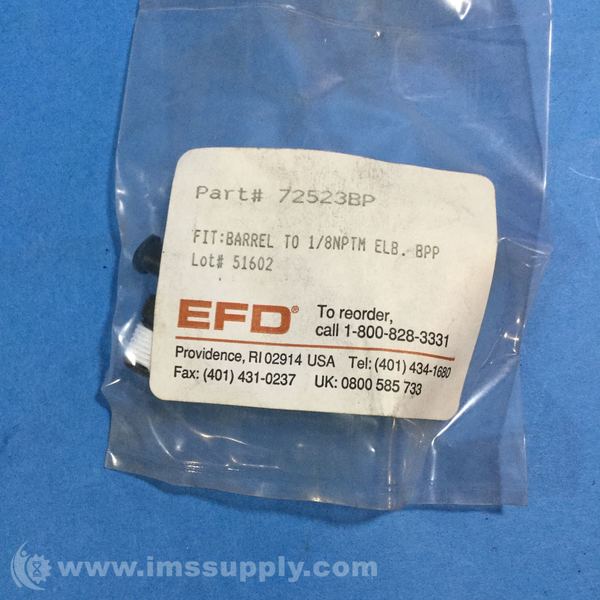 Part# 72523BP
FIT:BARREL TO 1/8NPTM ELB. BPP
Lot# 51602
EFD®
To reorder,
call 1-800-828-3331
Providence, RI 02914 USA Tel: (401) 434-1680
Fax: (401) 431-0237 UK: 0800 585 733
www.imssupply.com